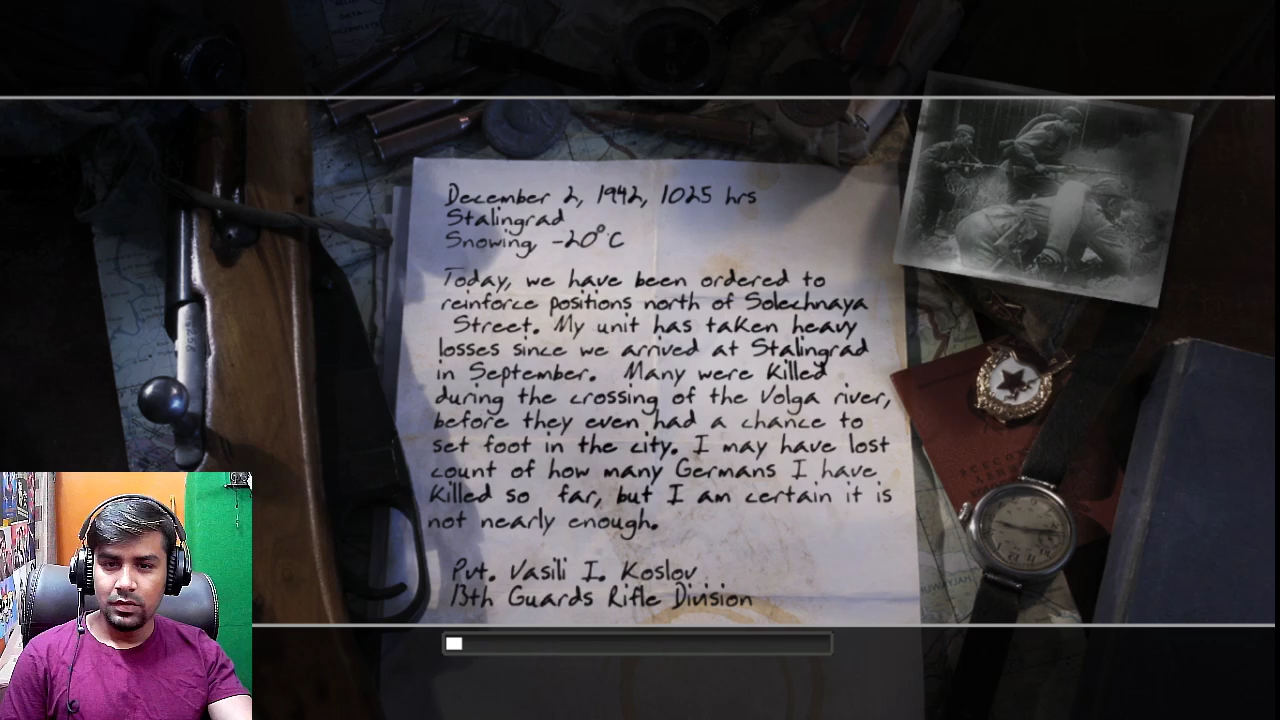 December 2, 1942, 1025 hrs
Stalingrad
Snowing, -20°C
Today, we have been ordered to
reinforce positions north of Solechnaya
Street. My unit has taken heavy
losses since we arrived at Stalingrad
in September. Many were killed
during the crossing of the Volga river,
before they even had a chance to
set foot in the city. I may have lost
count of how many Germans I have
killed so far, but I am certain it is
not nearly enough.
Pvt. Vasili I. Koslov
13th Guards Rifle Division